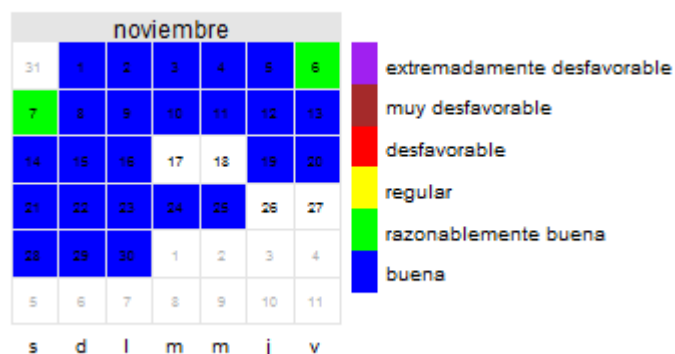 noviembre
31 1 2 3 4 5 6
7 8 9 10 11 12 13
14 15 16 17 18 19 20
21 22 23 24 25 26 27
28 29 30 1 2 3 4
5 6 7 8 9 10 11
s d l m m j v
extremadamente desfavorable
muy desfavorable
desfavorable
regular
razonablemente buena
buena